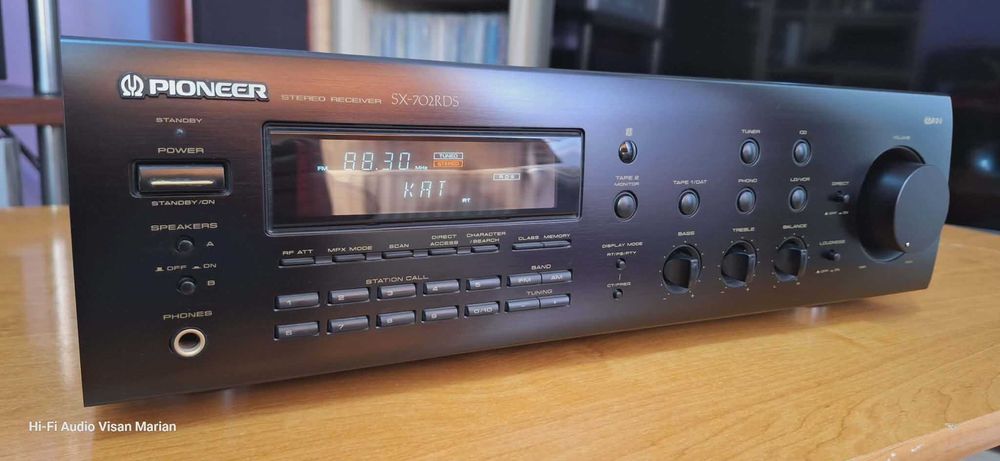 PIONEER
STEREO RECEIVER SX-702RDS
STANDBY
POWER
STANDBY/ON
SPEAKERS
A
OFF ON
B
PHONES
FM 88.30 MHz
TUNED
STEREO
RDS
KAT
RT
RF ATT
MPX MODE
SCAN
DIRECT ACCESS
CHARACTER /SEARCH
CLASS
MEMORY
STATION CALL
BAND
1 2 3 4 5
FM AM
TUNING
6 7 8 9 0/10
- +
TUNER
CD
TAPE 2 MONITOR
TAPE 1/DAT
PHONO
LD/VCR
DISPLAY MODE
RT/PS/PTY
CT/FREQ
BASS
TREBLE
BALANCE
DIRECT
OFF ON
LOUDNESS
OFF ON
VOLUME
Hi-Fi Audio Visan Marian